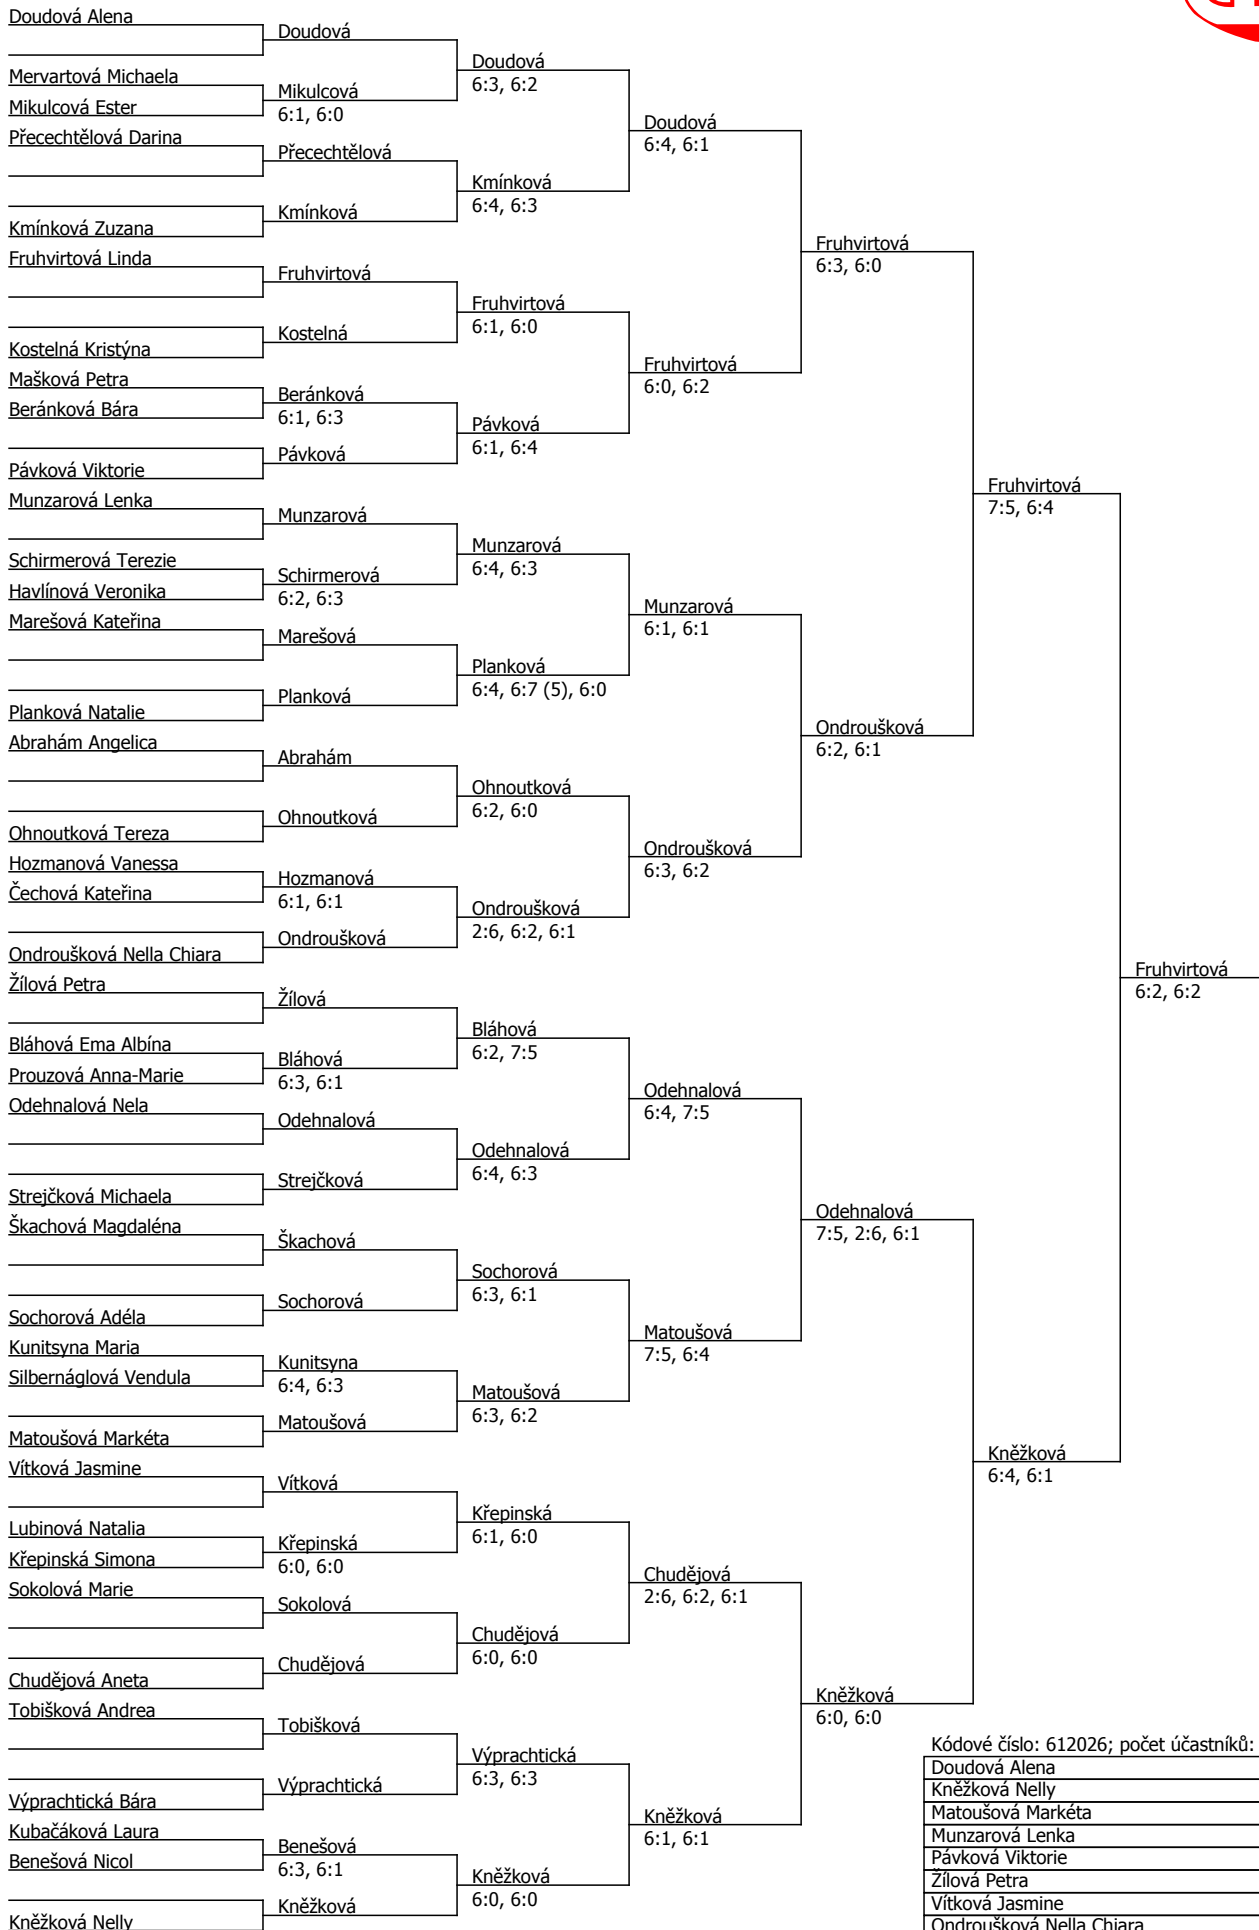 Doudová Alena
Mervartová Michaela
Mikulcová Ester
Přecechtělová Darina
Kmínková Zuzana
Fruhvirtová Linda
Kostelná Kristýna
Mašková Petra
Beránková Bára
Pávková Viktorie
Munzarová Lenka
Schirmerová Terezie
Havlínová Veronika
Marešová Kateřina
Planková Natalie
Abrahám Angelica
Ohnoutková Tereza
Hozmanová Vanessa
Čechová Kateřina
Ondroušková Nella Chiara
Žílová Petra
Bláhová Ema Albína
Prouzová Anna-Marie
Odehnalová Nela
Strejčková Michaela
Škachová Magdaléna
Sochorová Adéla
Kunitsyna Maria
Silbernáglová Vendula
Matoušová Markéta
Vítková Jasmine
Lubinová Natalia
Křepinská Simona
Sokolová Marie
Chudějová Aneta
Tobišková Andrea
Výprachtická Bára
Kubačáková Laura
Benešová Nicol
Kněžková Nelly
Doudová
Mikulcová
6:1, 6:0
Přecechtělová
Kmínková
Fruhvirtová
Kostelná
Beránková
6:1, 6:3
Pávková
Munzarová
Schirmerová
6:2, 6:3
Marešová
Planková
Abrahám
Ohnoutková
Hozmanová
6:1, 6:1
Ondroušková
Žílová
Bláhová
6:3, 6:1
Odehnalová
Strejčková
Škachová
Sochorová
Kunitsyna
6:4, 6:3
Matoušová
Vítková
Křepinská
6:0, 6:0
Sokolová
Chudějová
Tobišková
Výprachtická
Benešová
6:3, 6:1
Kněžková
Doudová
6:3, 6:2
Kmínková
6:4, 6:3
Fruhvirtová
6:1, 6:0
Pávková
6:1, 6:4
Munzarová
6:4, 6:3
Planková
6:4, 6:7 (5), 6:0
Ohnoutková
6:2, 6:0
Ondroušková
2:6, 6:2, 6:1
Bláhová
6:2, 7:5
Odehnalová
6:4, 6:3
Sochorová
6:3, 6:1
Matoušová
6:3, 6:2
Křepinská
6:1, 6:0
Chudějová
6:0, 6:0
Výprachtická
6:3, 6:3
Kněžková
6:0, 6:0
Doudová
6:4, 6:1
Fruhvirtová
6:0, 6:2
Munzarová
6:1, 6:1
Ondroušková
6:3, 6:2
Odehnalová
6:4, 7:5
Matoušová
7:5, 6:4
Chudějová
2:6, 6:2, 6:1
Kněžková
6:1, 6:1
Fruhvirtová
6:3, 6:0
Ondroušková
6:2, 6:1
Odehnalová
7:5, 2:6, 6:1
Kněžková
6:0, 6:0
Fruhvirtová
7:5, 6:4
Kněžková
6:4, 6:1
Fruhvirtová
6:2, 6:2
Kódové číslo: 612026; počet účastníků:
Doudová Alena
Kněžková Nelly
Matoušová Markéta
Munzarová Lenka
Pávková Viktorie
Žílová Petra
Vítková Jasmine
Ondroušková Nella Chiara